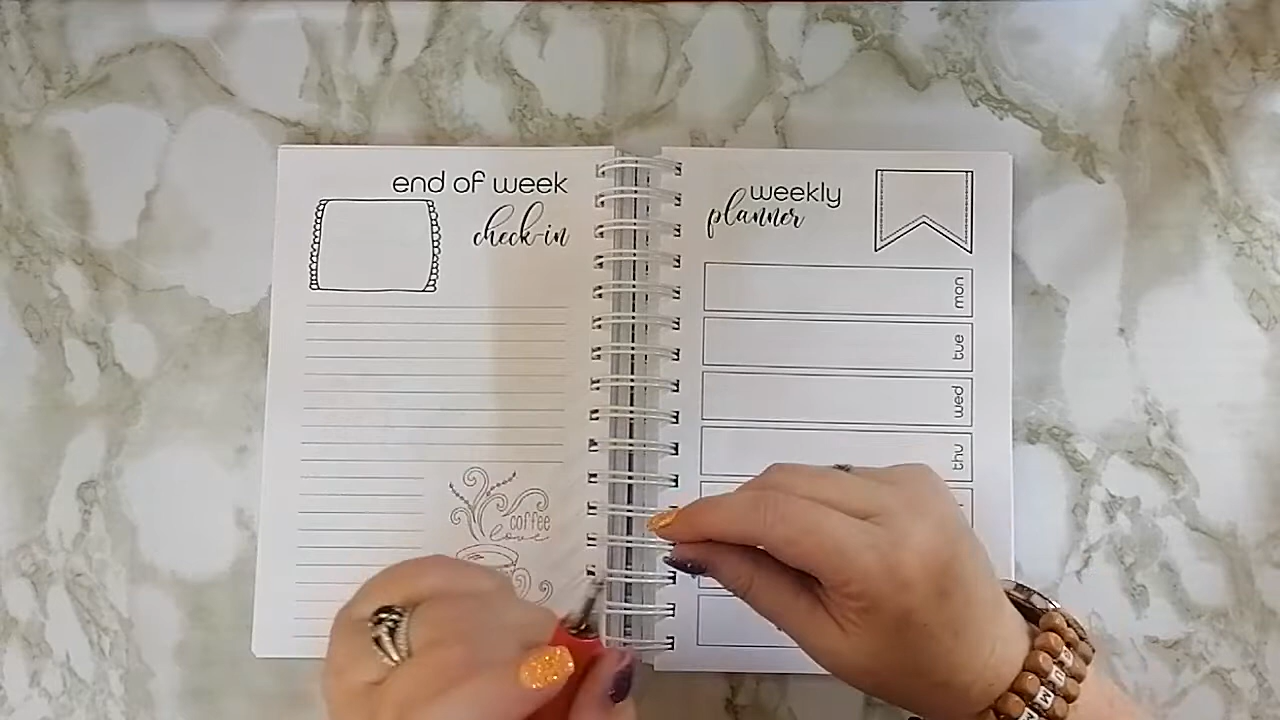 end of week
check-in
coffee
love
weekly
planner
mon
tue
wed
thu